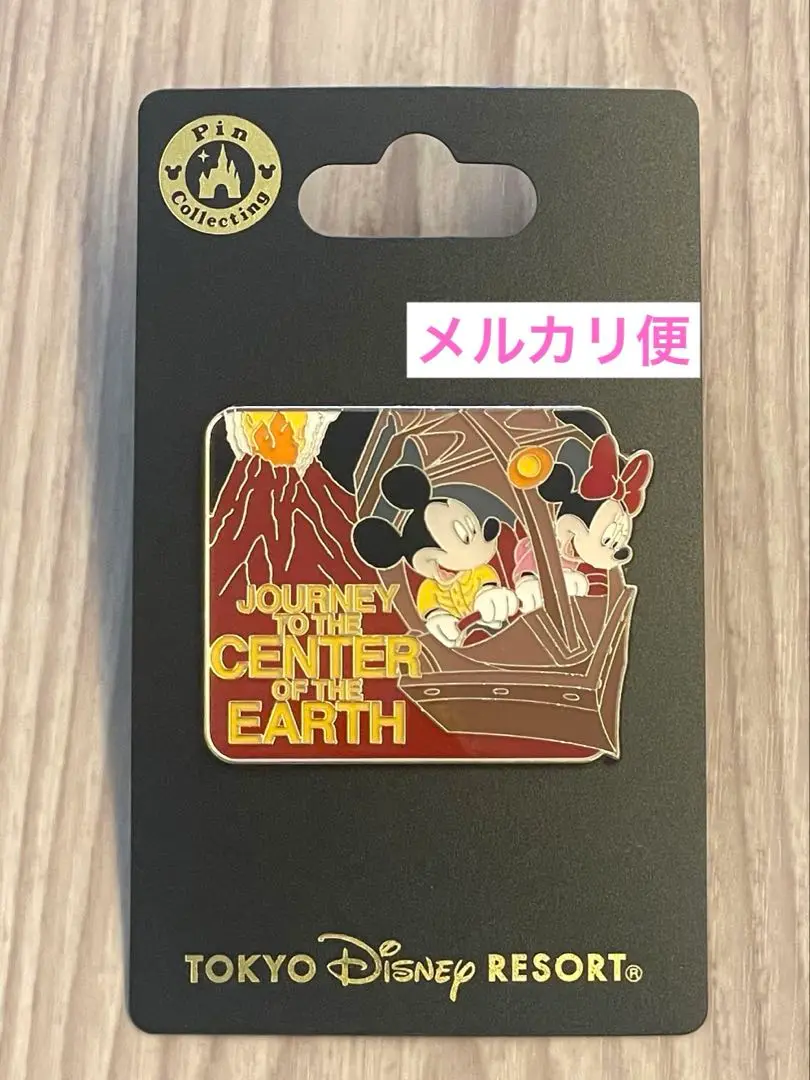 Pin
Collecting
メルカリ便
JOURNEY
TO THE
CENTER
OF THE
EARTH
TOKYO Disney RESORT®